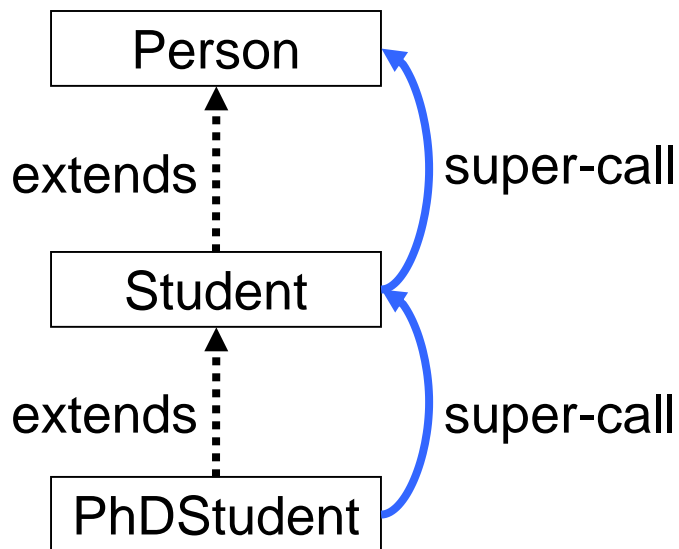 Person
extends
super-call
Student
extends
super-call
PhDStudent